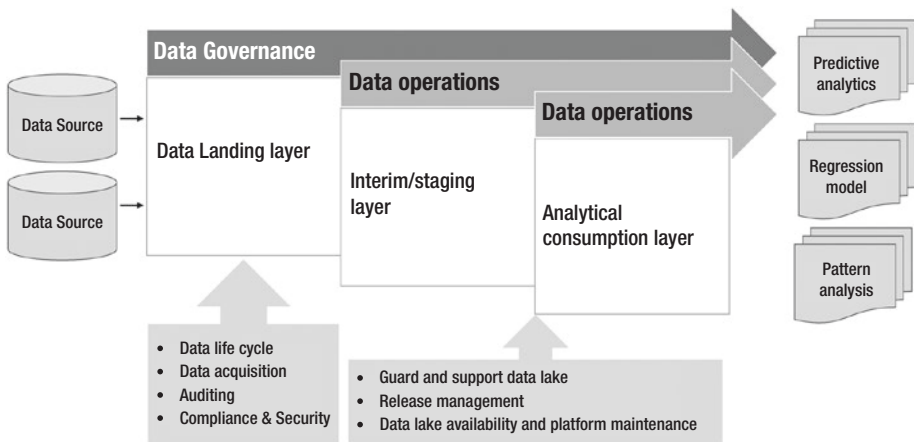 Data Governance
Data operations
Data operations
Data Source
Data Source
Data Landing layer
Interim/staging
layer
Analytical
consumption layer
Predictive
analytics
Regression
model
Pattern
analysis
• Data life cycle
• Data acquisition
• Auditing
• Compliance & Security
• Guard and support data lake
• Release management
• Data lake availability and platform maintenance